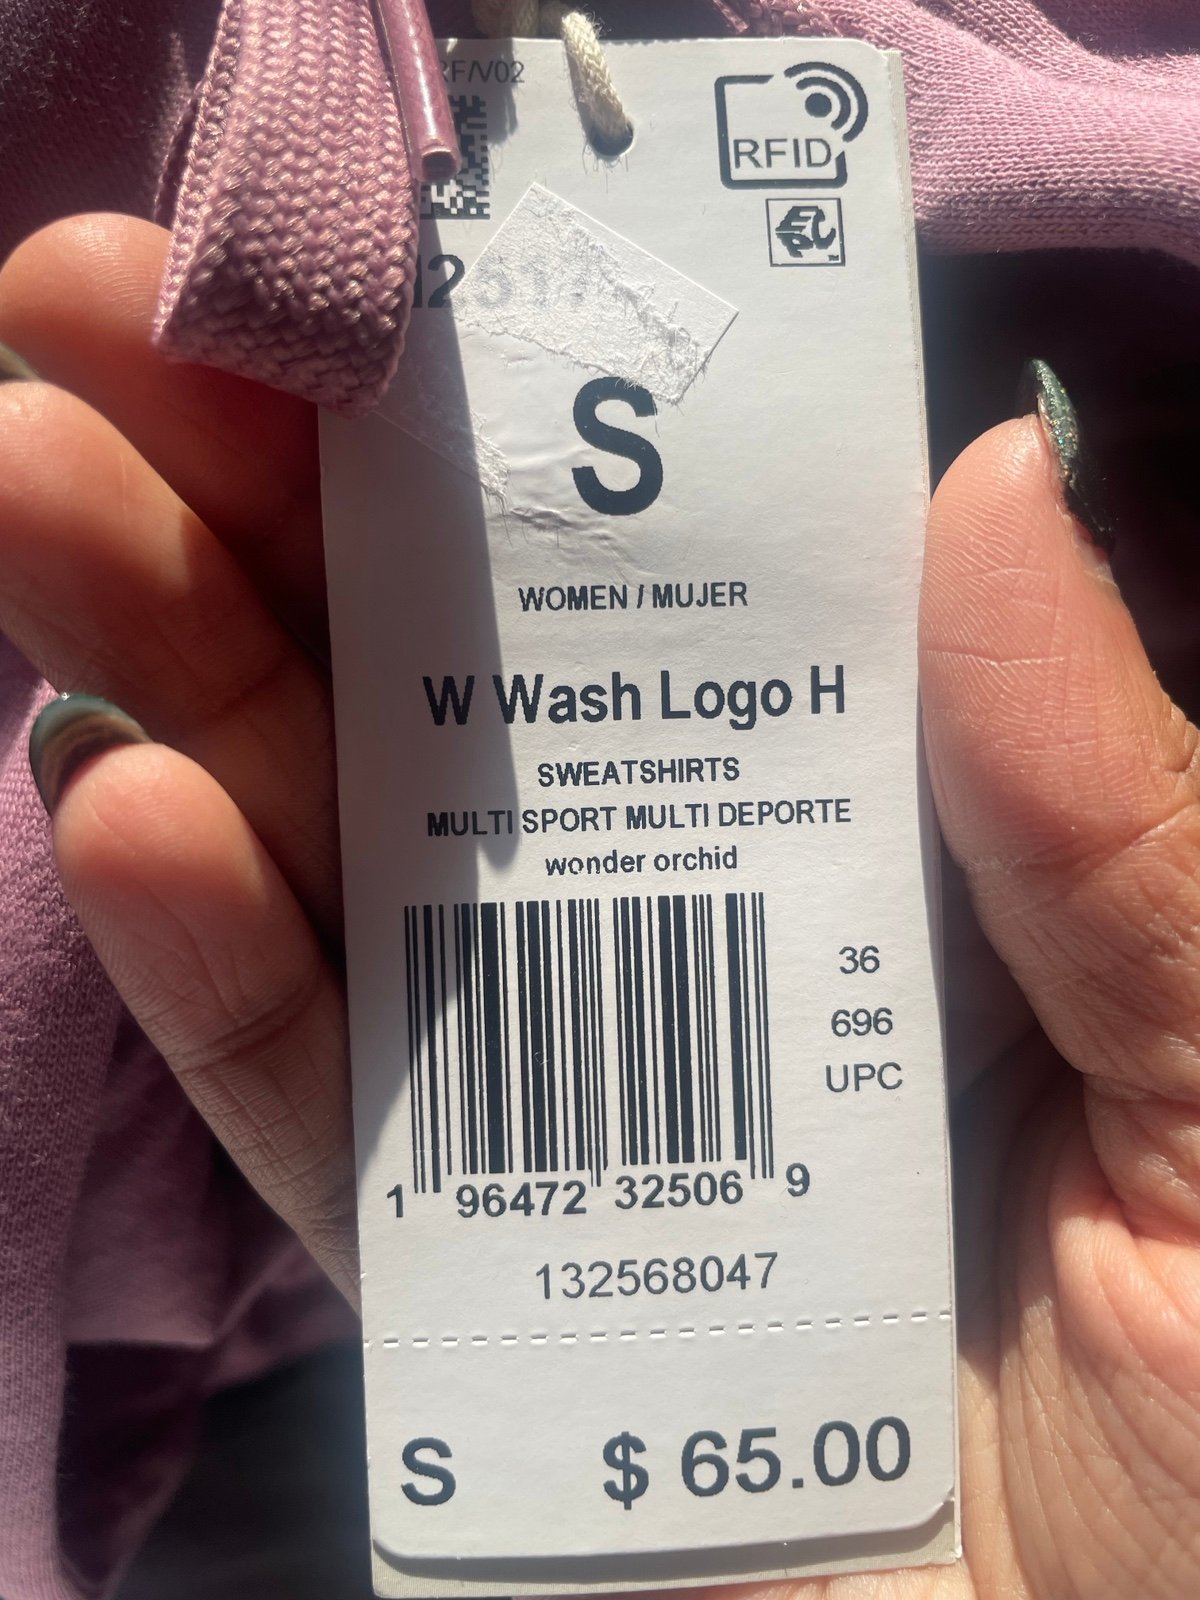 RF/V02
RFID
S
WOMEN / MUJER
W Wash Logo H
SWEATSHIRTS
MULTI SPORT MULTI DEPORTE
wonder orchid
36
696
UPC
1 96472 32506 9
132568047
S $ 65.00